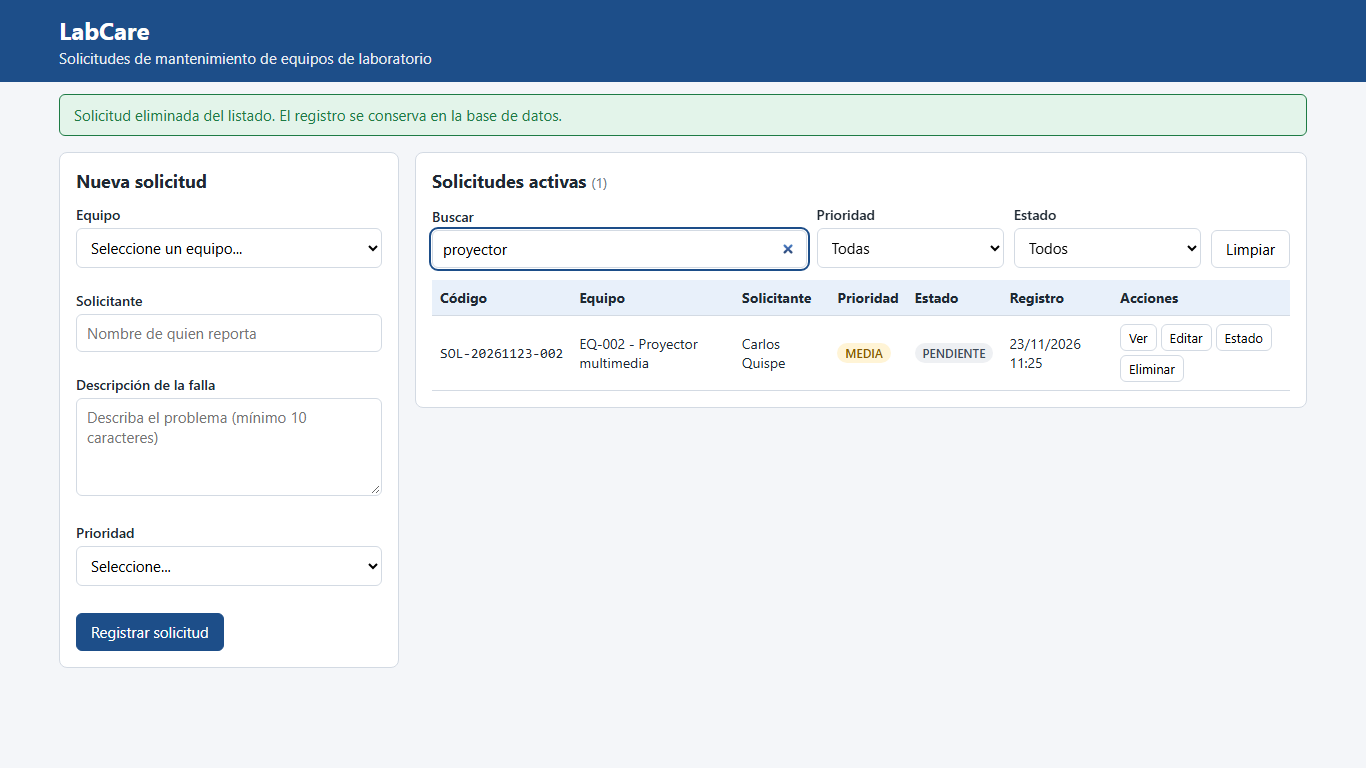 LabCare
Solicitudes de mantenimiento de equipos de laboratorio
Solicitud eliminada del listado. El registro se conserva en la base de datos.
Nueva solicitud
Equipo
Seleccione un equipo...
Solicitante
Nombre de quien reporta
Descripción de la falla
Describa el problema (mínimo 10
caracteres)
Prioridad
Seleccione...
Registrar solicitud
Solicitudes activas (1)
Buscar
Prioridad
Estado
proyector
Todas
Todos
Limpiar
Código Equipo Solicitante Prioridad Estado Registro Acciones
SOL-20261123-002
EQ-002 - Proyector
multimedia
Carlos
Quispe
MEDIA
PENDIENTE
23/11/2026
11:25
Ver Editar Estado
Eliminar